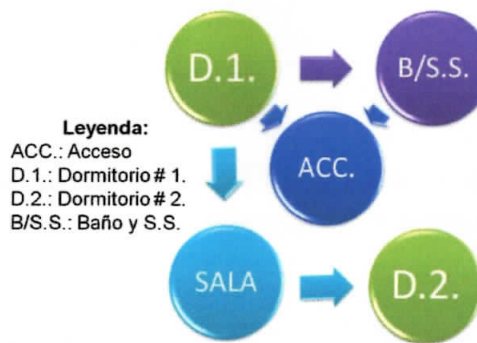 D.1.
B/S.S.
Leyenda:
ACC.: Acceso
D.1.: Dormitorio # 1.
D.2.: Dormitorio # 2.
B/S.S.: Baño y S.S.
ACC.
SALA
D.2.